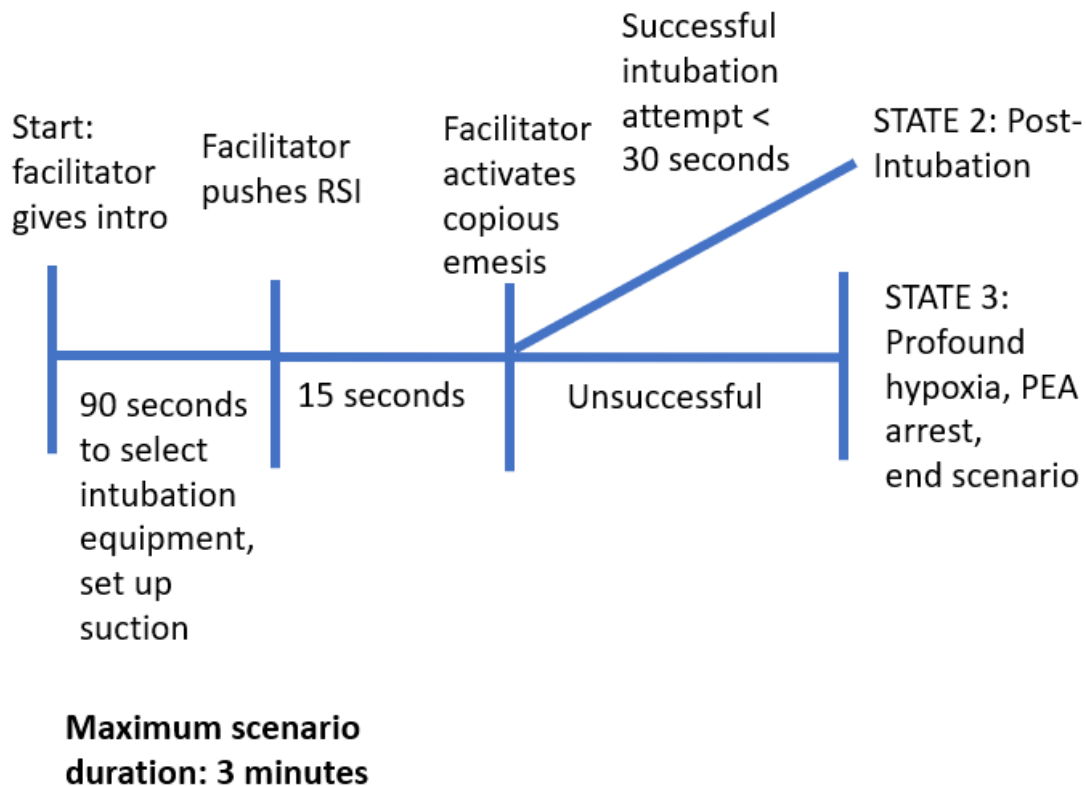 Start:
facilitator
gives intro
Facilitator
pushes RSI
Facilitator
activates
copious
emesis
Successful
intubation
attempt <
30 seconds
STATE 2: Post-
Intubation
90 seconds
to select
intubation
equipment,
set up
suction
15 seconds
Unsuccessful
STATE 3:
Profound
hypoxia, PEA
arrest,
end scenario
Maximum scenario
duration: 3 minutes